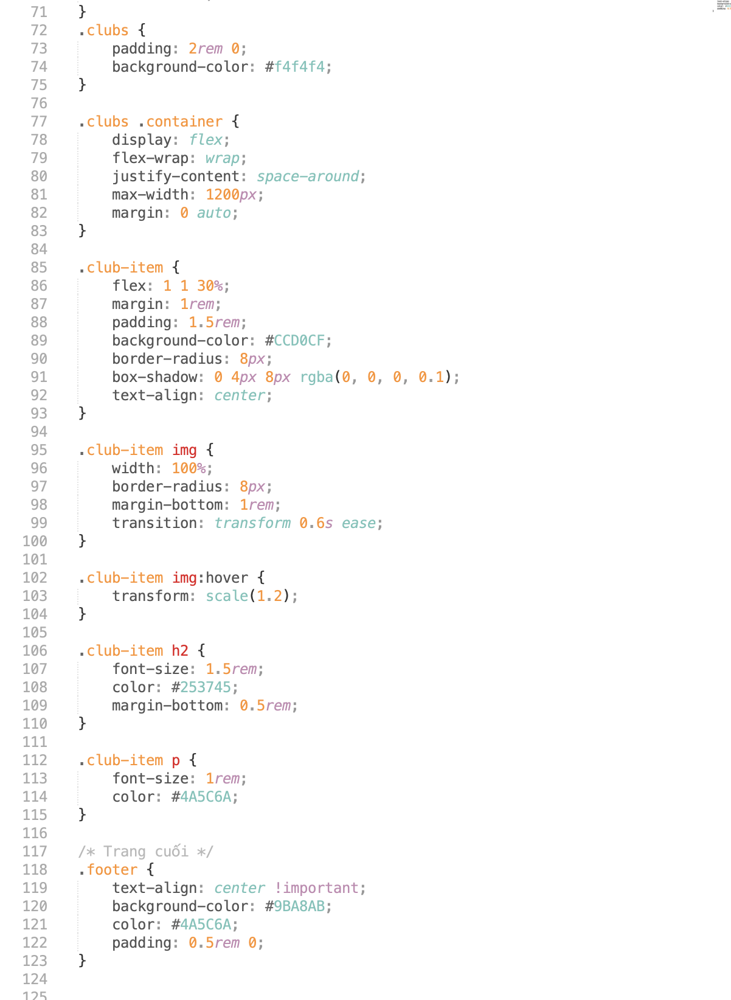 71 }
72 .clubs {
73 padding: 2rem 0;
74 background-color: #f4f4f4;
75 }
76
77 .clubs .container {
78 display: flex;
79 flex-wrap: wrap;
80 justify-content: space-around;
81 max-width: 1200px;
82 margin: 0 auto;
83 }
84
85 .club-item {
86 flex: 1 1 30%;
87 margin: 1rem;
88 padding: 1.5rem;
89 background-color: #CCD0CF;
90 border-radius: 8px;
91 box-shadow: 0 4px 8px rgba(0, 0, 0, 0.1);
92 text-align: center;
93 }
94
95 .club-item img {
96 width: 100%;
97 border-radius: 8px;
98 margin-bottom: 1rem;
99 transition: transform 0.6s ease;
100 }
101
102 .club-item img:hover {
103 transform: scale(1.2);
104 }
105
106 .club-item h2 {
107 font-size: 1.5rem;
108 color: #253745;
109 margin-bottom: 0.5rem;
110 }
111
112 .club-item p {
113 font-size: 1rem;
114 color: #4A5C6A;
115 }
116
117 /* Trang cuối */
118 .footer {
119 text-align: center !important;
120 background-color: #9BA8AB;
121 color: #4A5C6A;
122 padding: 0.5rem 0;
123 }
124
125